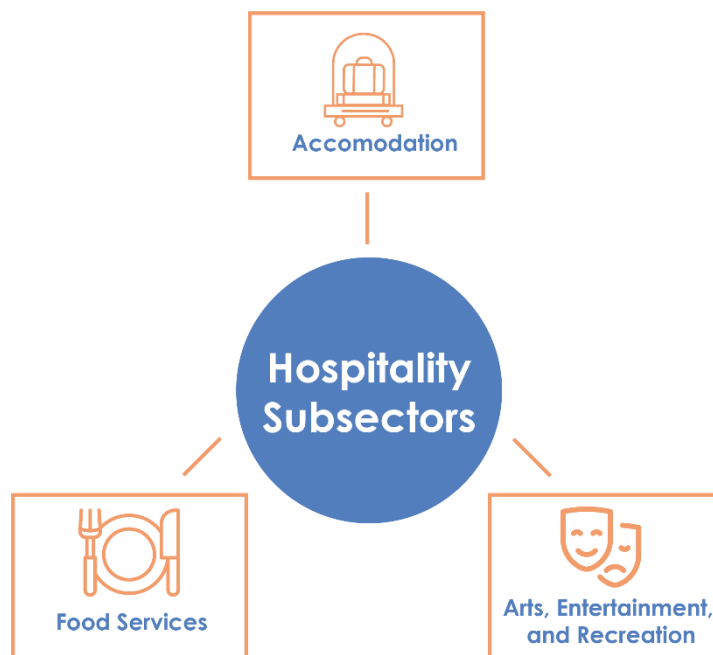 Accomodation
Hospitality
Subsectors
Food Services
Arts, Entertainment,
and Recreation